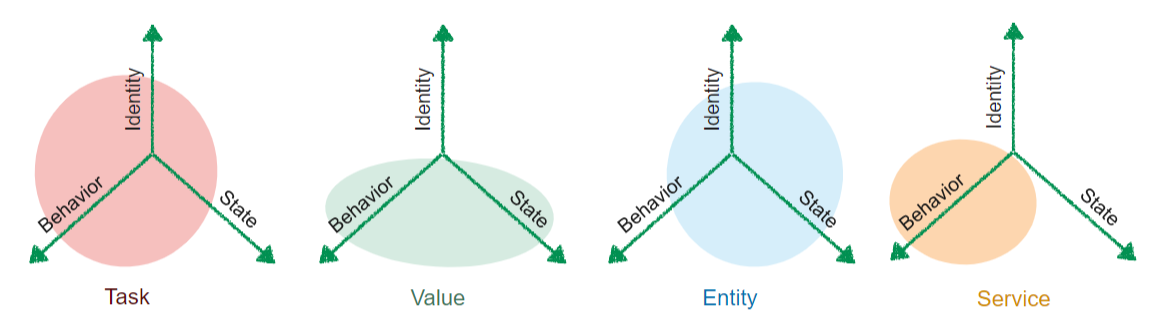 Identity
Behavior
State
Task
Identity
Behavior
State
Value
Identity
Behavior
State
Entity
Identity
Behavior
State
Service